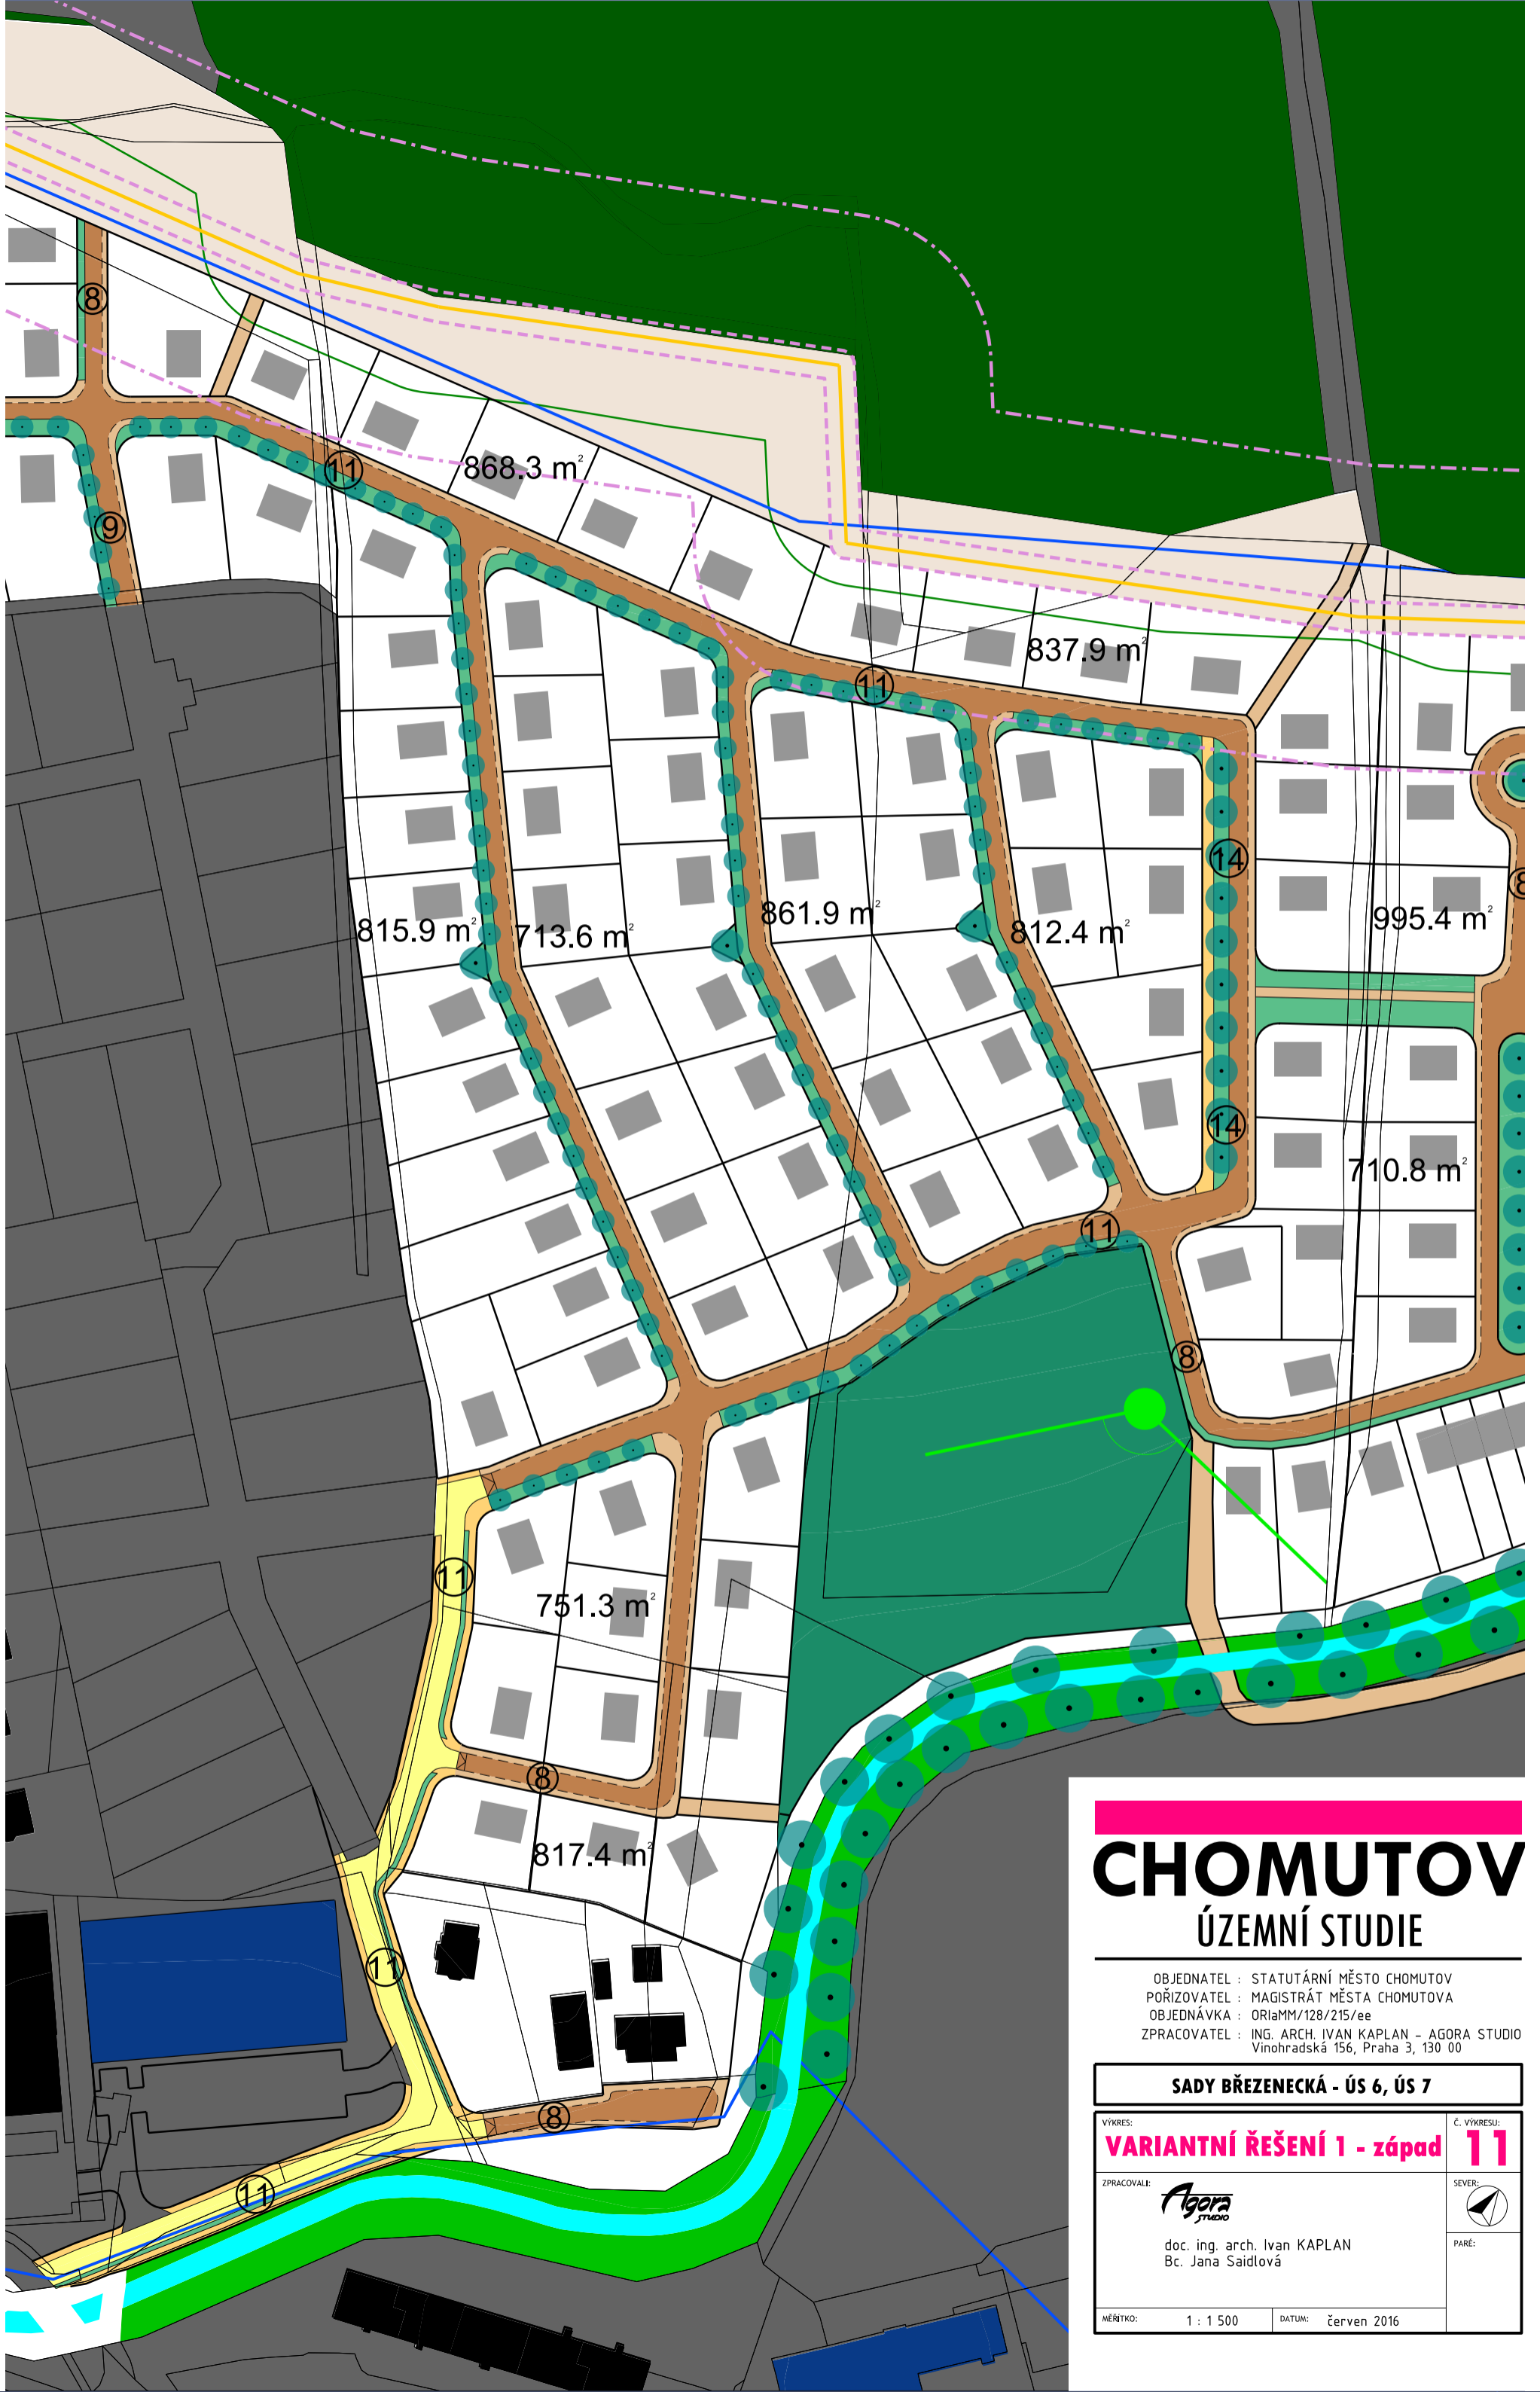 8
11
868.3 m²
9
837.9 m²
11
14
8
815.9 m²
713.6 m²
861.9 m²
812.4 m²
995.4 m²
14
710.8 m²
11
8
11
751.3 m²
8
817.4 m²
11
8
11
CHOMUTOV
ÚZEMNÍ STUDIE
OBJEDNATEL : STATUTÁRNÍ MĚSTO CHOMUTOV
POŘIZOVATEL : MAGISTRÁT MĚSTA CHOMUTOVA
OBJEDNÁVKA : ORIaMM/128/215/ee
ZPRACOVATEL : ING. ARCH. IVAN KAPLAN - AGORA STUDIO
Vinohradská 156, Praha 3, 130 00
SADY BŘEZENECKÁ - ÚS 6, ÚS 7
VÝKRES:
VARIANTNÍ ŘEŠENÍ 1 - západ
Č. VÝKRESU:
11
ZPRACOVALI:
Agora
STUDIO
SEVER:
doc. ing. arch. Ivan KAPLAN
Bc. Jana Saidlová
PARÉ:
MĚŘÍTKO: 1 : 1 500
DATUM: červen 2016